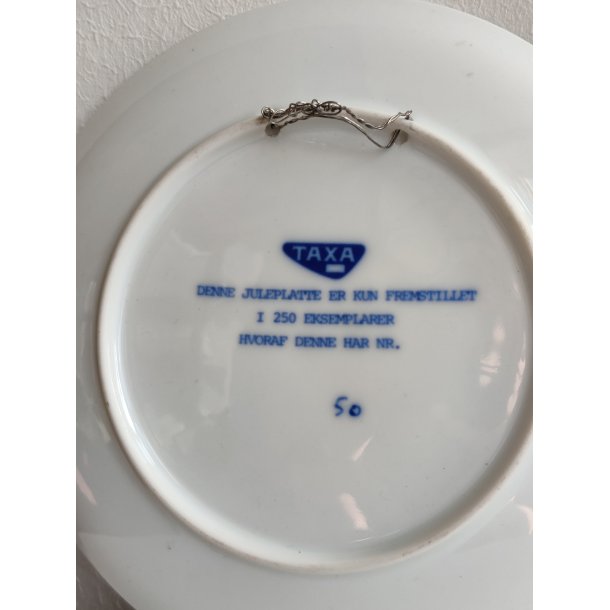 TAXA
DENNE JULEPLATTE ER KUN FREMSTILLET
I 250 EKSEMPLARER
HVORAF DENNE HAR NR.
50